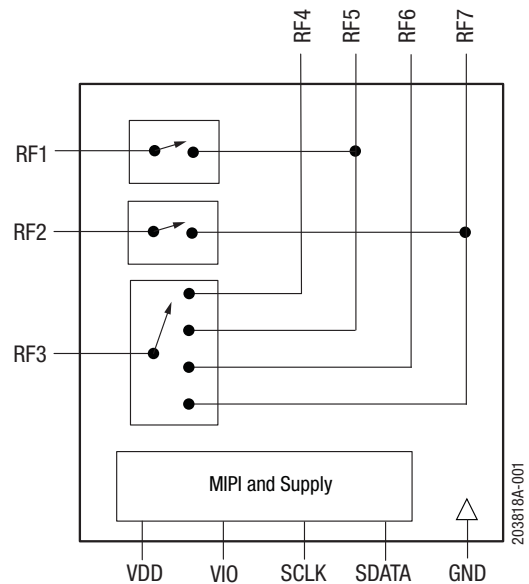 RF4
RF5
RF6
RF7
RF1
RF2
RF3
MIPI and Supply
VDD
VIO
SCLK
SDATA
GND
203818A-001